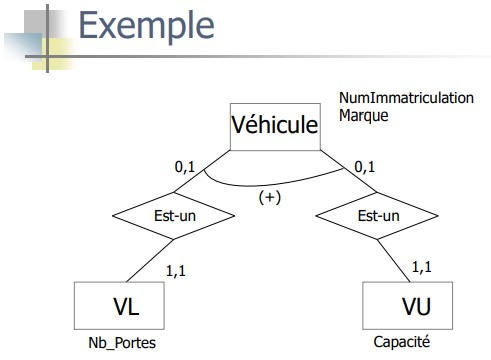 Exemple
NumImmatriculation
Marque
Véhicule
0,1
0,1
(+)
Est-un
Est-un
1,1
1,1
VL
VU
Nb_Portes
Capacité